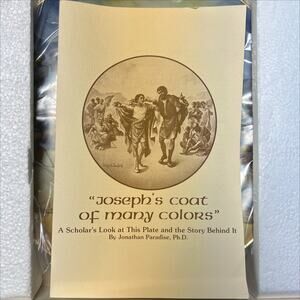 "Joseph's coat
of many colors"
A Scholar's Look at This Plate and the Story Behind It
By Jonathan Paradise, Ph.D.